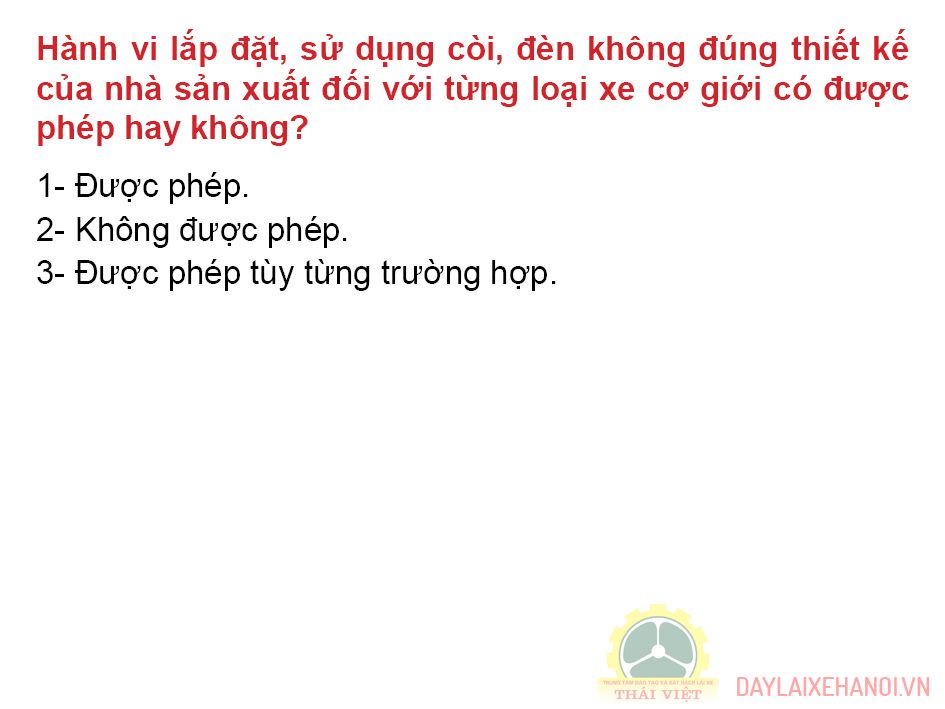 Hành vi lắp đặt, sử dụng còi, đèn không đúng thiết kế
của nhà sản xuất đối với từng loại xe cơ giới có được
phép hay không?
1- Được phép.
2- Không được phép.
3- Được phép tùy từng trường hợp.
TRUNG TÂM ĐÀO TẠO VÀ SÁT HẠCH LÁI XE
THÁI VIỆT
DAYLAIXEHANOI.VN